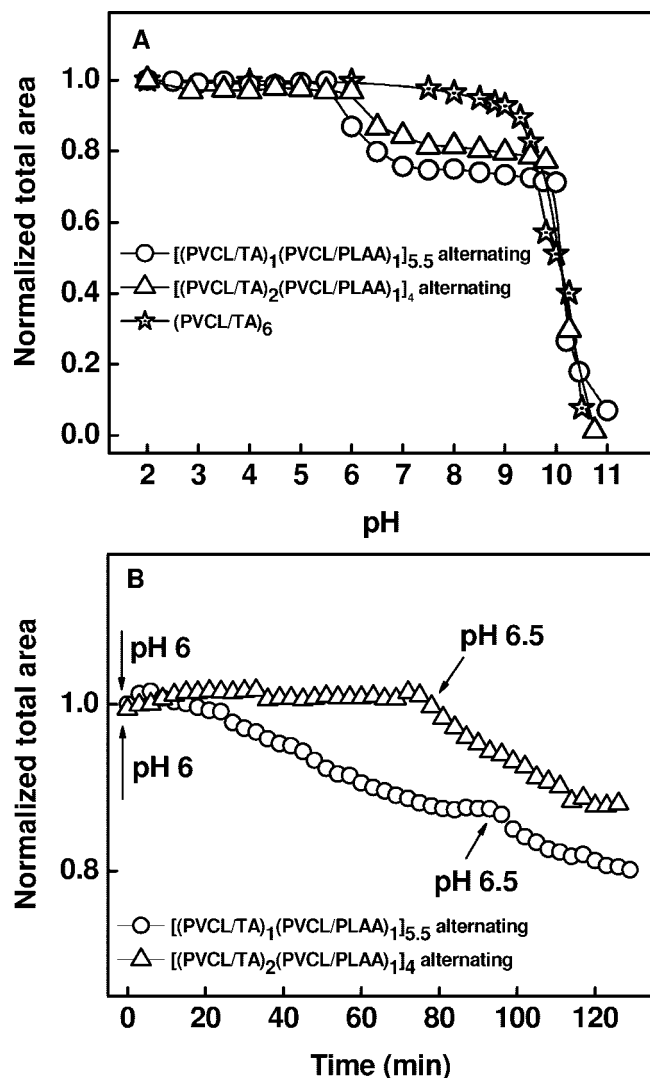 A
Normalized total area
1.0
0.8
0.6
0.4
0.2
0.0
[(PVCL/TA)1(PVCL/PLAA)1]5.5 alternating
[(PVCL/TA)2(PVCL/PLAA)1]4 alternating
(PVCL/TA)6
2 3 4 5 6 7 8 9 10 11
pH
B
Normalized total area
pH 6
pH 6.5
1.0
pH 6
0.8
pH 6.5
[(PVCL/TA)1(PVCL/PLAA)1]5.5 alternating
[(PVCL/TA)2(PVCL/PLAA)1]4 alternating
0 20 40 60 80 100 120
Time (min)